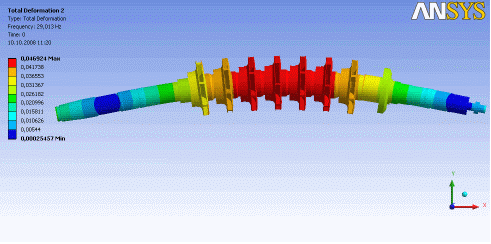 Total Deformation 2
Type: Total Deformation
Frequency: 29,013 Hz
Time: 0
10.10.2008 11:20
0,046924 Max
0,041738
0,036553
0,031367
0,026182
0,020996
0,015811
0,010626
0,00544
0,00025457 Min
ANSYS
Y
X